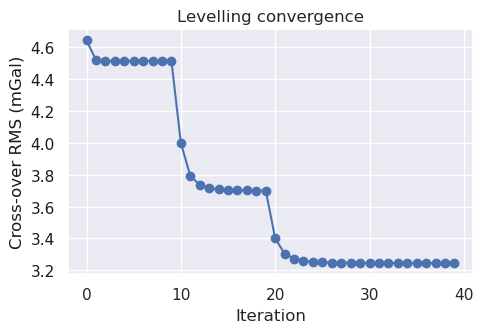 Levelling convergence
Cross-over RMS (mGal)
4.6
4.4
4.2
4.0
3.8
3.6
3.4
3.2
0 10 20 30 40
Iteration